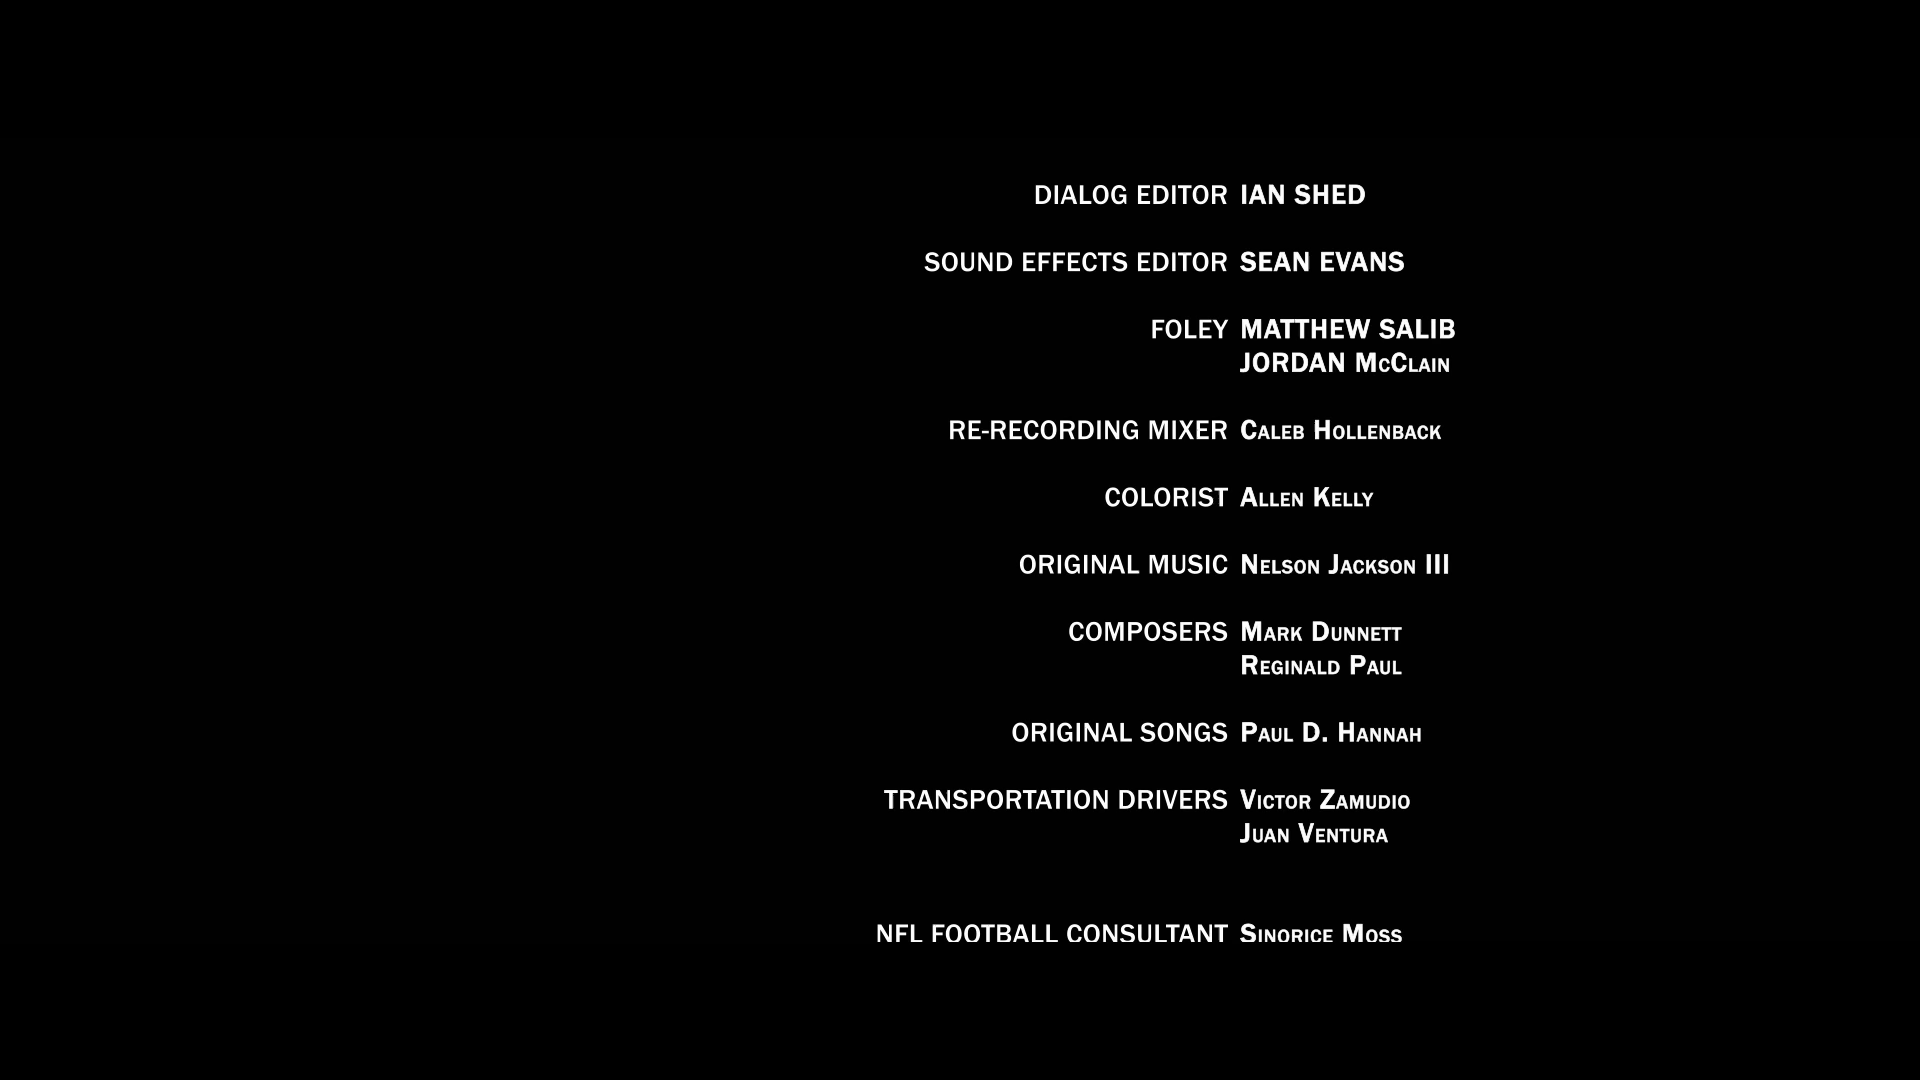 DIALOG EDITOR IAN SHED
SOUND EFFECTS EDITOR SEAN EVANS
FOLEY MATTHEW SALIB
JORDAN McClain
RE-RECORDING MIXER Caleb Hollenback
COLORIST Allen Kelly
ORIGINAL MUSIC Nelson Jackson III
COMPOSERS Mark Dunnett
Reginald Paul
ORIGINAL SONGS Paul D. Hannah
TRANSPORTATION DRIVERS Victor Zamudio
Juan Ventura
NFL FOOTBALL CONSULTANT Sinorice Moss